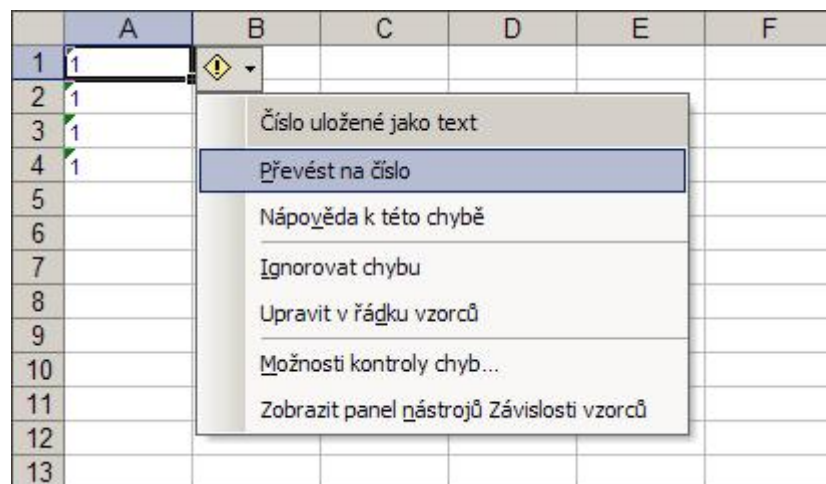 A B C D E F
1 1
2 1
3 1
4 1
5
6
7
8
9
10
11
12
13
Číslo uložené jako text
Převést na číslo
Nápověda k této chybě
Ignorovat chybu
Upravit v řádku vzorců
Možnosti kontroly chyb...
Zobrazit panel nástrojů Závislosti vzorců